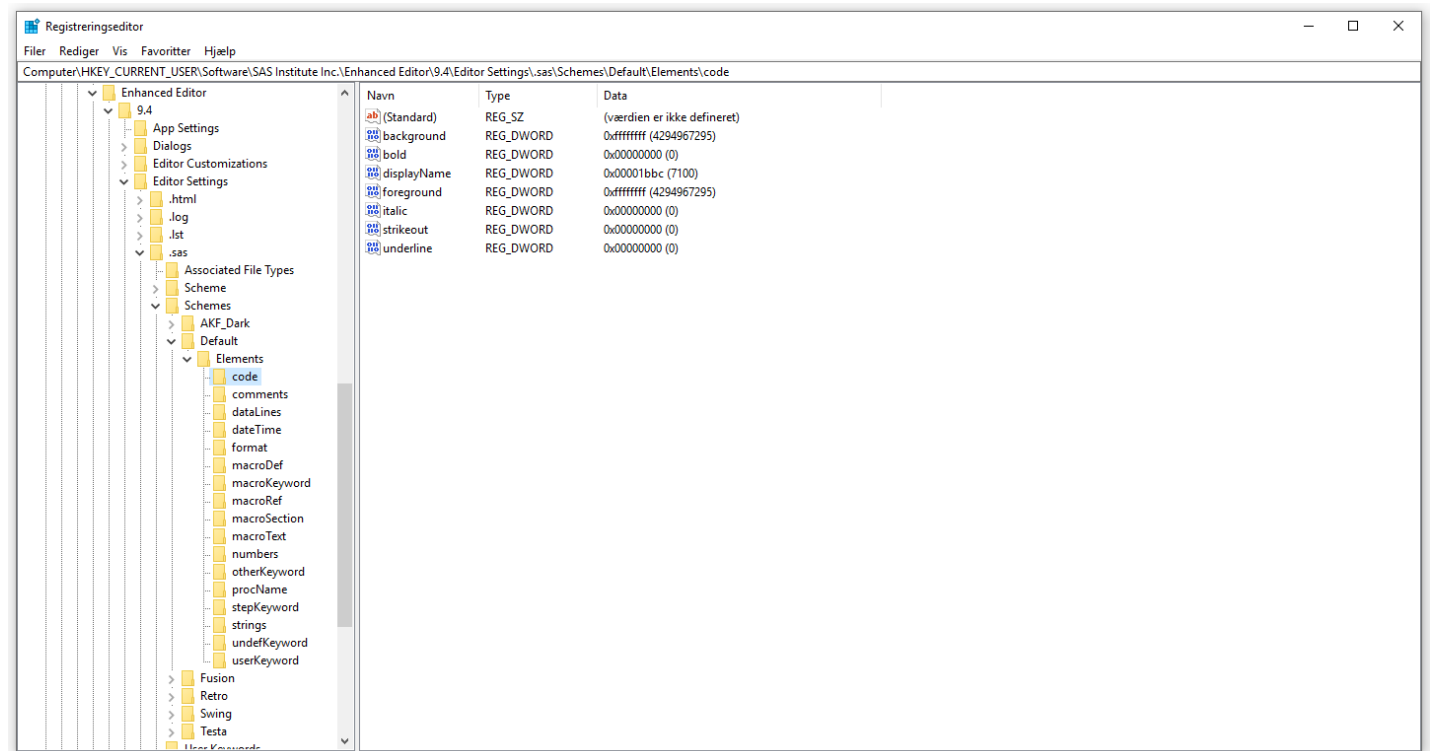 Registreringseditor
Filer Rediger Vis Favoritter Hjælp
Computer\HKEY_CURRENT_USER\Software\SAS Institute Inc.\Enhanced Editor\9.4\Editor Settings\.sas\Schemes\Default\Elements\code
Enhanced Editor
9.4
App Settings
Dialogs
Editor Customizations
Editor Settings
.html
.log
.lst
.sas
Associated File Types
Scheme
Schemes
AKF_Dark
Default
Elements
code
comments
dataLines
dateTime
format
macroDef
macroKeyword
macroRef
macroSection
macroText
numbers
otherKeyword
procName
stepKeyword
strings
undefKeyword
userKeyword
Fusion
Retro
Swing
Testa
User Keywords
Navn Type Data
(Standard) REG_SZ (værdien er ikke defineret)
background REG_DWORD 0xffffffff (4294967295)
bold REG_DWORD 0x00000000 (0)
displayName REG_DWORD 0x00001bbc (7100)
foreground REG_DWORD 0xffffffff (4294967295)
italic REG_DWORD 0x00000000 (0)
strikeout REG_DWORD 0x00000000 (0)
underline REG_DWORD 0x00000000 (0)